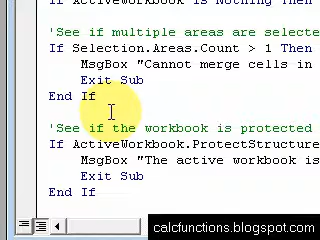 If ActiveWorkbook Is Nothing Then
'See if multiple areas are selecte
If Selection.Areas.Count > 1 Then
MsgBox "Cannot merge cells in
Exit Sub
End If
'See if the workbook is protected
If ActiveWorkbook.ProtectStructure
MsgBox "The active workbook is
Exit Sub
End If
calcfunctions.blogspot.com